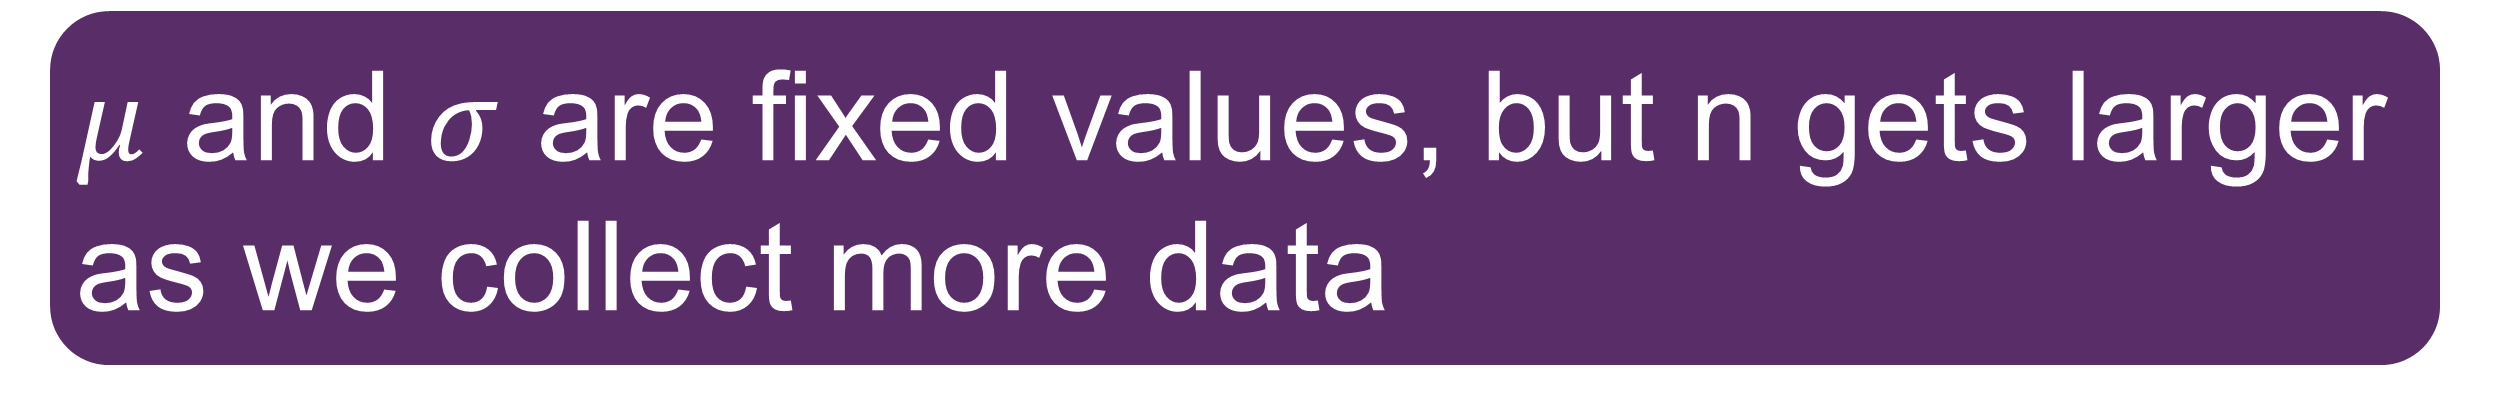 μ and σ are fixed values, but n gets larger
as we collect more data